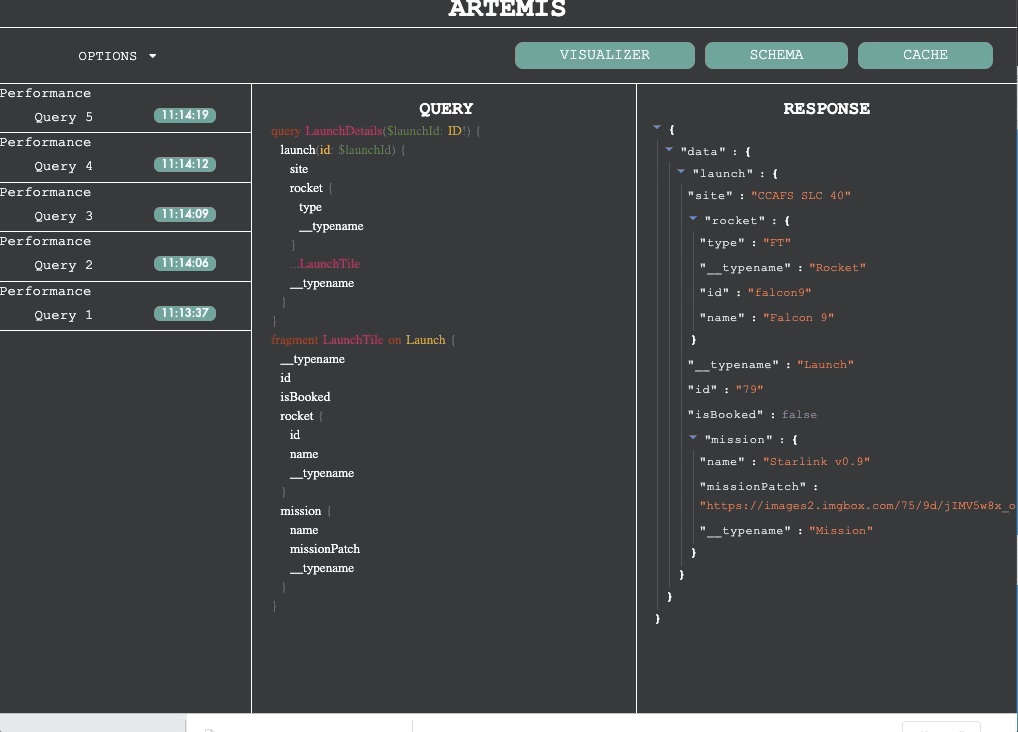 ARTEMIS
OPTIONS
VISUALIZER
SCHEMA
CACHE
Performance
Query 5 11:14:19
Performance
Query 4 11:14:12
Performance
Query 3 11:14:09
Performance
Query 2 11:14:06
Performance
Query 1 11:13:37
QUERY
query LaunchDetails($launchId: ID!) {
launch(id: $launchId) {
site
rocket {
type
__typename
}
...LaunchTile
__typename
}
}
fragment LaunchTile on Launch {
__typename
id
isBooked
rocket {
id
name
__typename
}
mission {
name
missionPatch
__typename
}
}
RESPONSE
{
"data" : {
"launch" : {
"site" : "CCAFS SLC 40"
"rocket" : {
"type" : "FT"
"__typename" : "Rocket"
"id" : "falcon9"
"name" : "Falcon 9"
}
"__typename" : "Launch"
"id" : "79"
"isBooked" : false
"mission" : {
"name" : "Starlink v0.9"
"missionPatch" :
"https://images2.imgbox.com/75/9d/jIMV5w8x_o
"__typename" : "Mission"
}
}
}
}